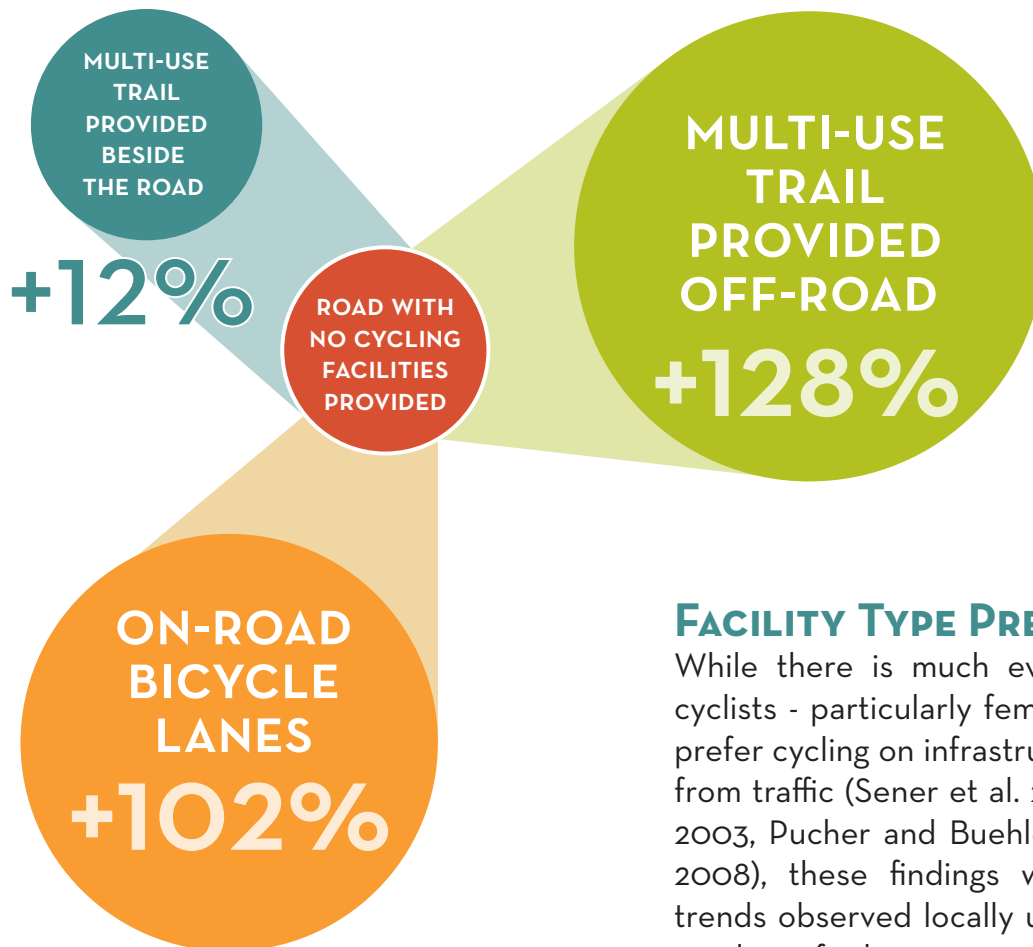 MULTI-USE
TRAIL
PROVIDED
BESIDE
THE ROAD
+12%
ROAD WITH
NO CYCLING
FACILITIES
PROVIDED
MULTI-USE
TRAIL
PROVIDED
OFF-ROAD
+128%
ON-ROAD
BICYCLE
LANES
+102%
FACILITY TYPE
While there is much
cyclists - particularly
prefer cycling on
from traffic (Sener et al.
2003, Pucher and
2008), these findings
trends observed locally